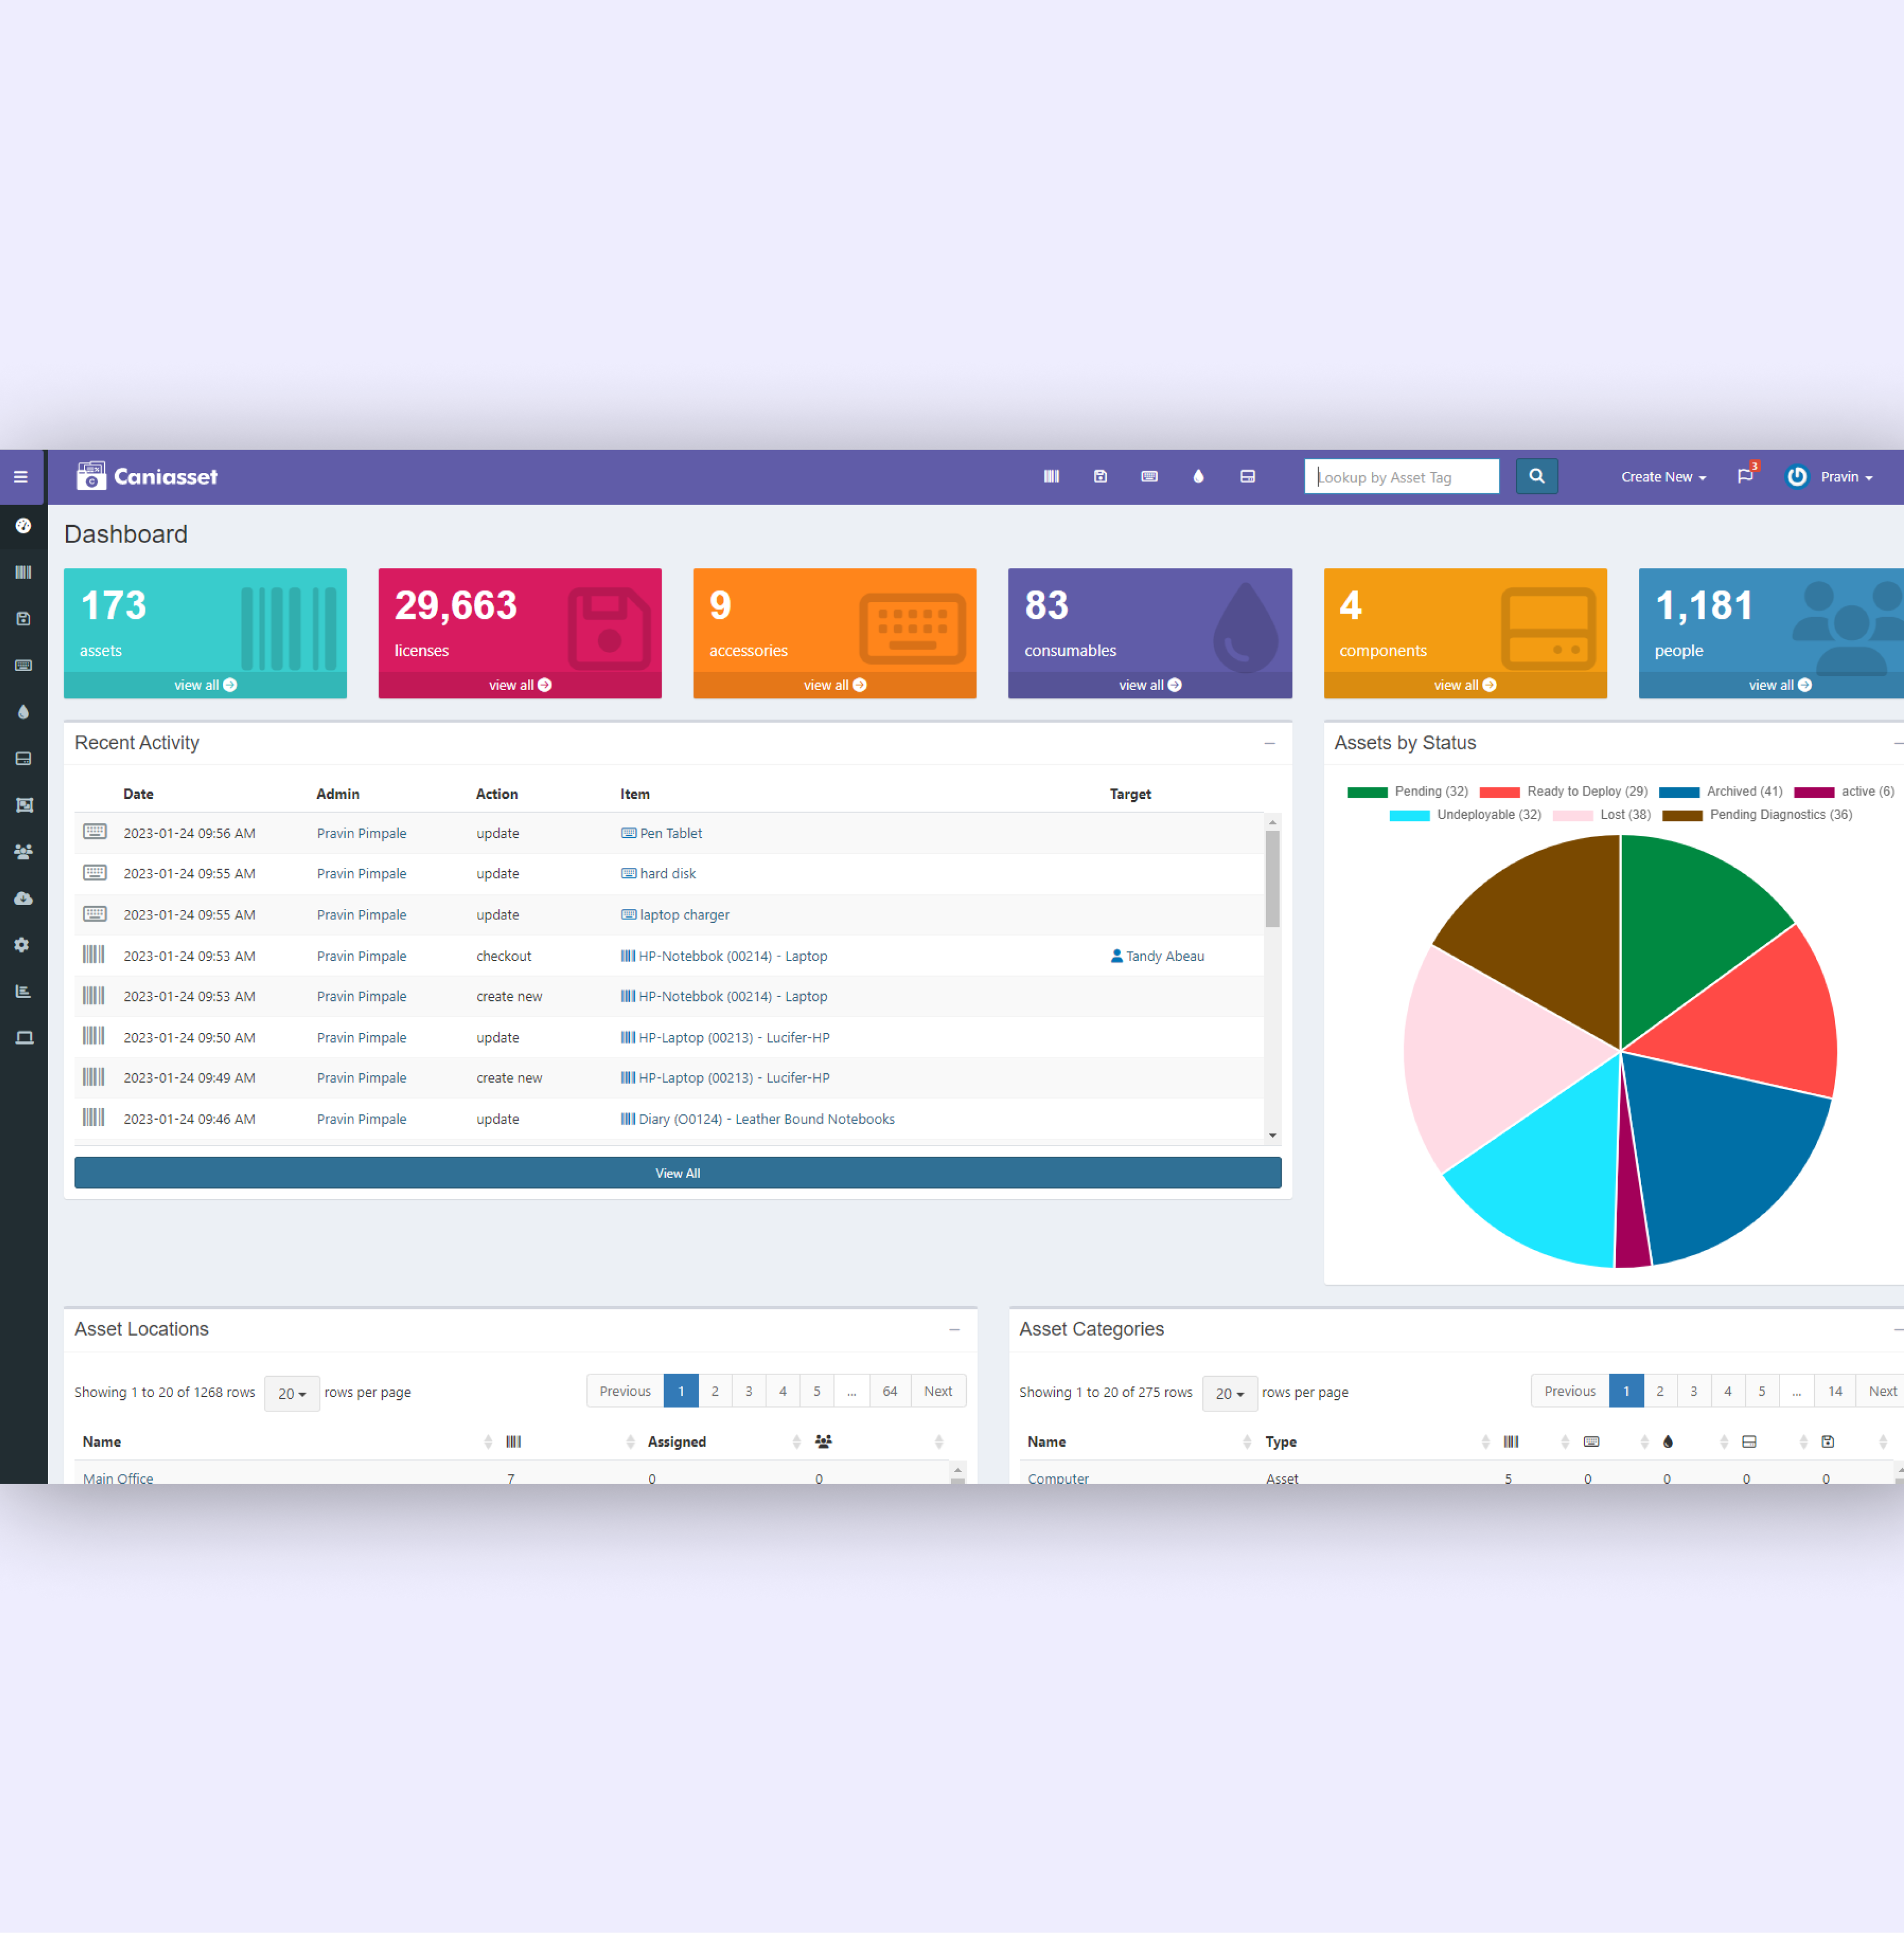 Caniasset
Lookup by Asset Tag
Create New
3
Pravin
Dashboard
173
assets
view all
29,663
licenses
view all
9
accessories
view all
83
consumables
view all
4
components
view all
1,181
people
view all
Recent Activity
Date Admin Action Item Target
2023-01-24 09:56 AM Pravin Pimpale update Pen Tablet
2023-01-24 09:55 AM Pravin Pimpale update hard disk
2023-01-24 09:55 AM Pravin Pimpale update laptop charger
2023-01-24 09:53 AM Pravin Pimpale checkout HP-Notebbok (00214) - Laptop Tandy Abeau
2023-01-24 09:53 AM Pravin Pimpale create new HP-Notebbok (00214) - Laptop
2023-01-24 09:50 AM Pravin Pimpale update HP-Laptop (00213) - Lucifer-HP
2023-01-24 09:49 AM Pravin Pimpale create new HP-Laptop (00213) - Lucifer-HP
2023-01-24 09:46 AM Pravin Pimpale update Diary (O0124) - Leather Bound Notebooks
View All
Assets by Status
Pending (32) Ready to Deploy (29) Archived (41) active (6)
Undeployable (32) Lost (38) Pending Diagnostics (36)
Asset Locations
Showing 1 to 20 of 1268 rows 20 rows per page
Previous 1 2 3 4 5 ... 64 Next
Name Assigned
Main Office 7 0 0
Asset Categories
Showing 1 to 20 of 275 rows 20 rows per page
Previous 1 2 3 4 5 ... 14 Next
Name Type
Computer Asset 5 0 0 0 0